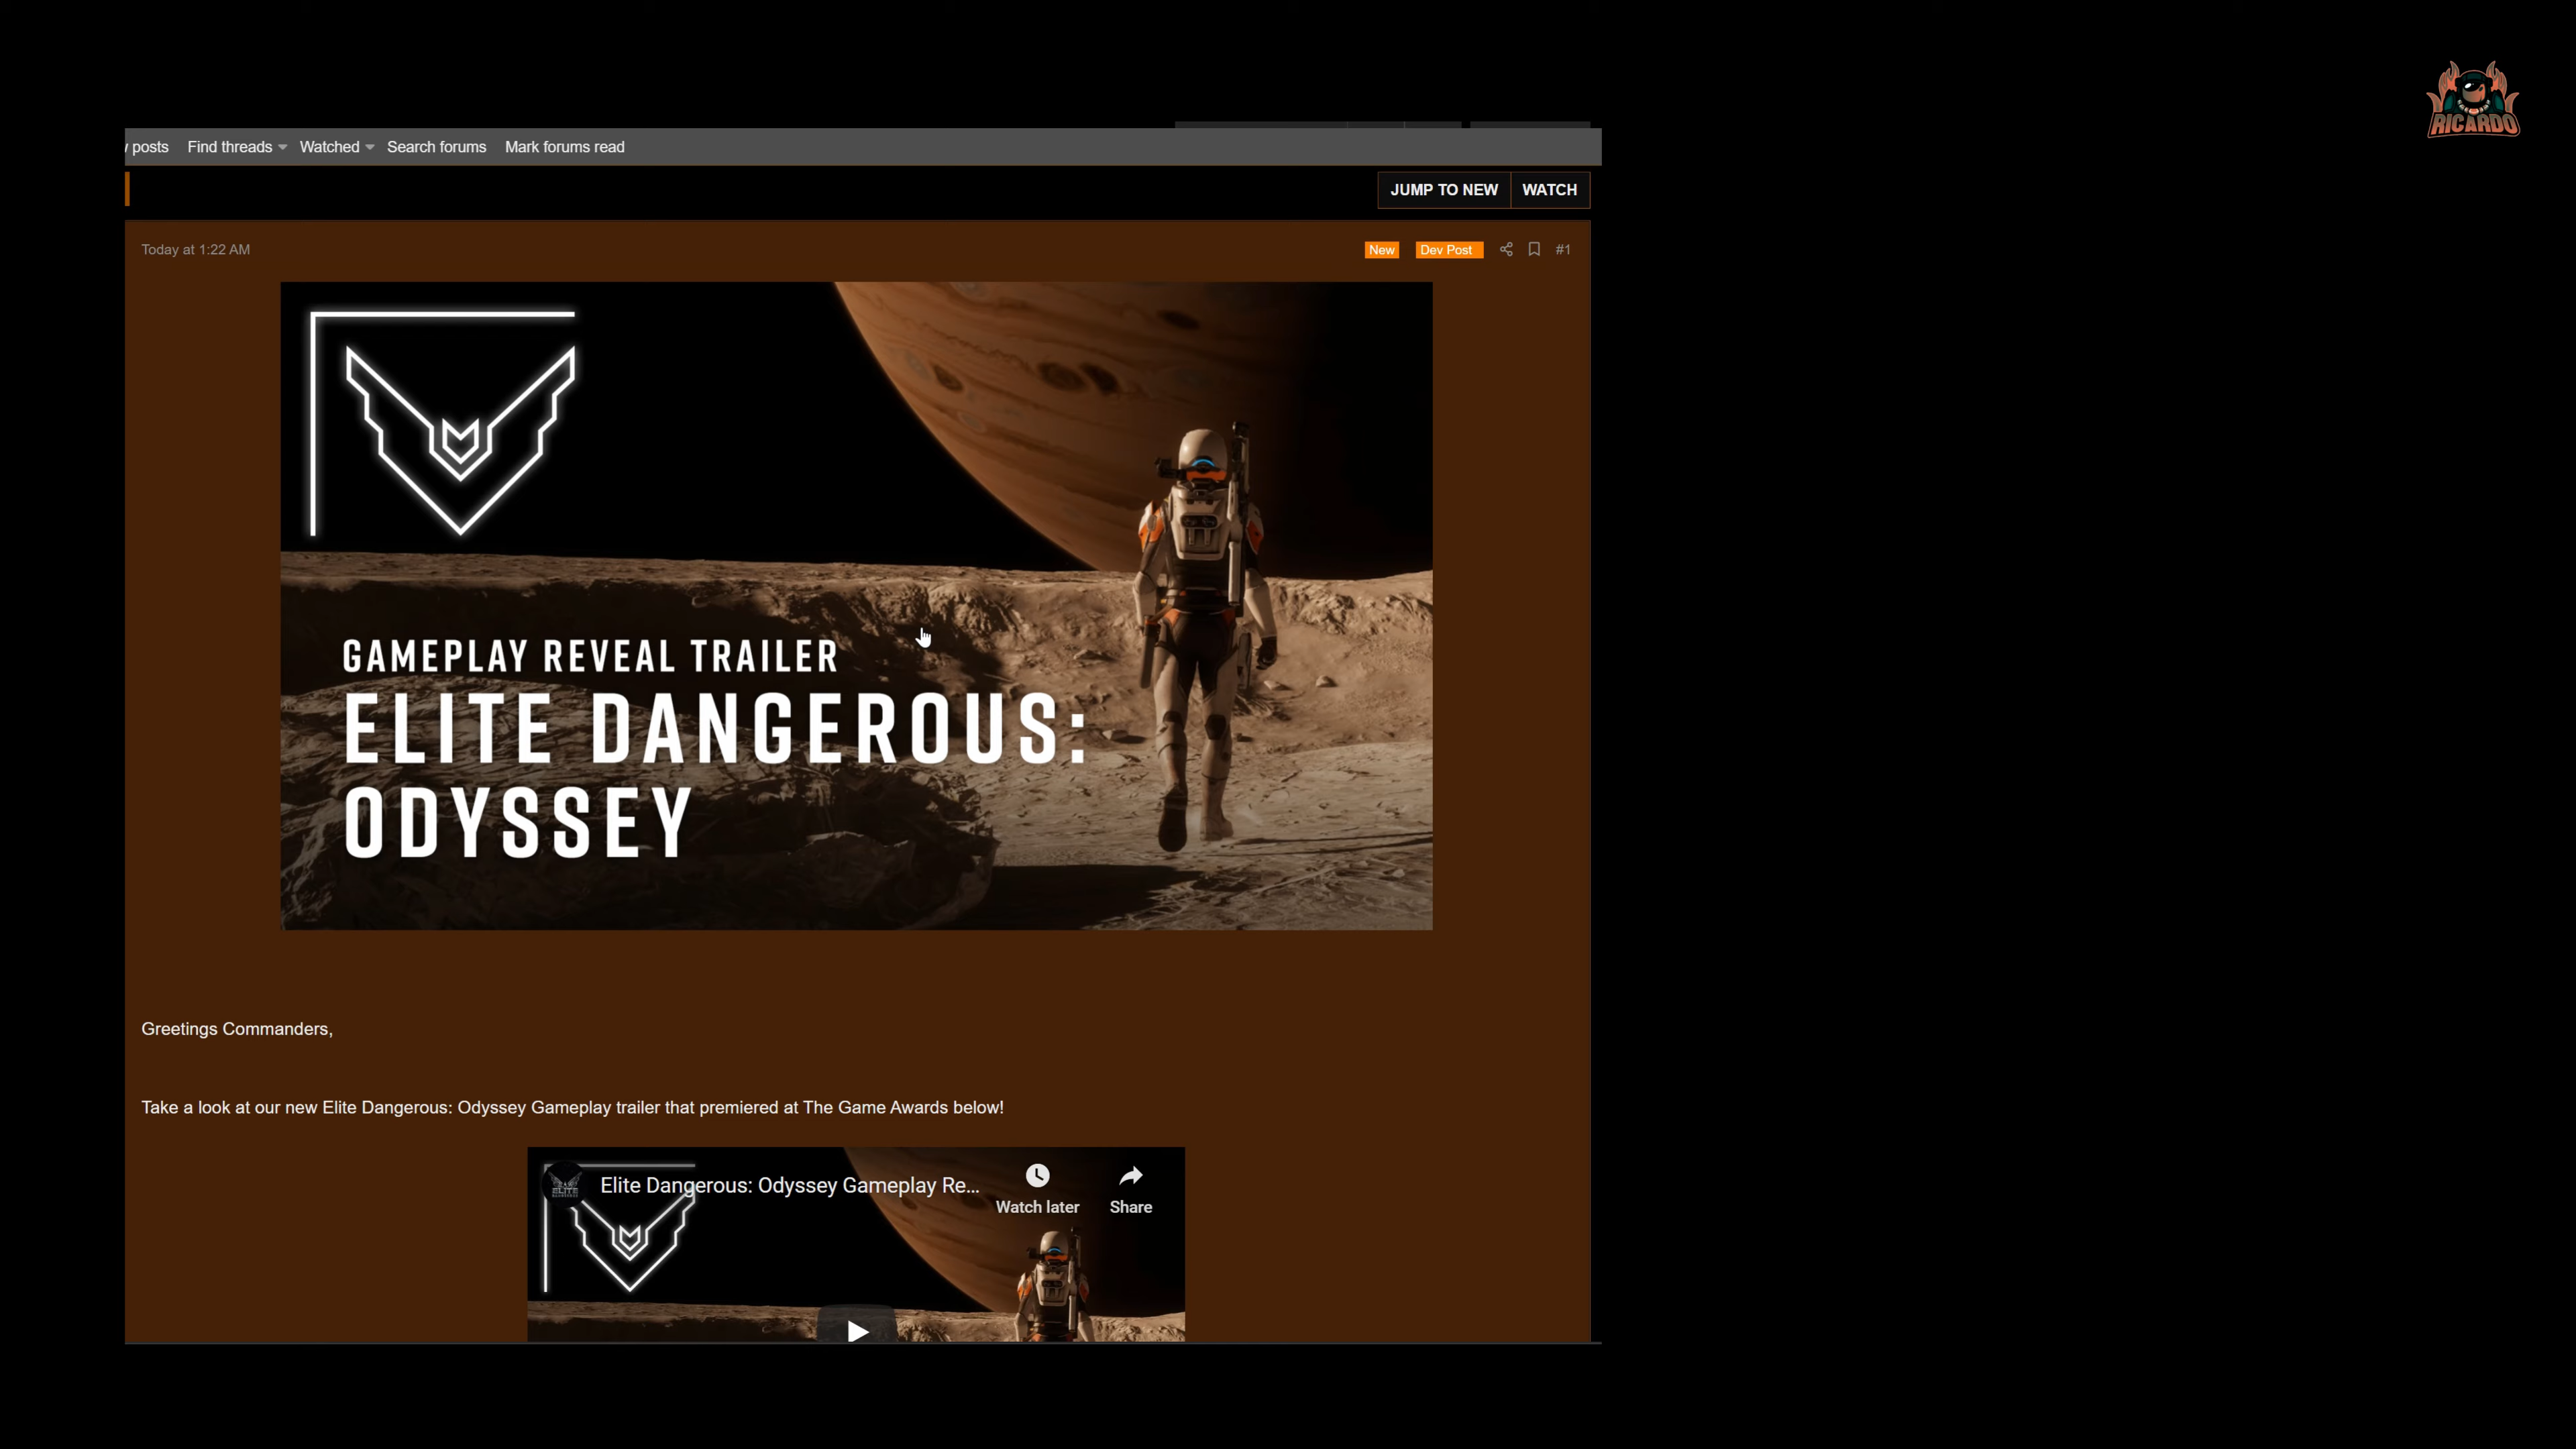 RICARDO
posts Find threads Watched Search forums Mark forums read
JUMP TO NEW WATCH
Today at 1:22 AM New Dev Post #1
GAMEPLAY REVEAL TRAILER
ELITE DANGEROUS:
ODYSSEY
Greetings Commanders,
Take a look at our new Elite Dangerous: Odyssey Gameplay trailer that premiered at The Game Awards below!
ELITE
Elite Dangerous: Odyssey Gameplay Re...
Watch later Share